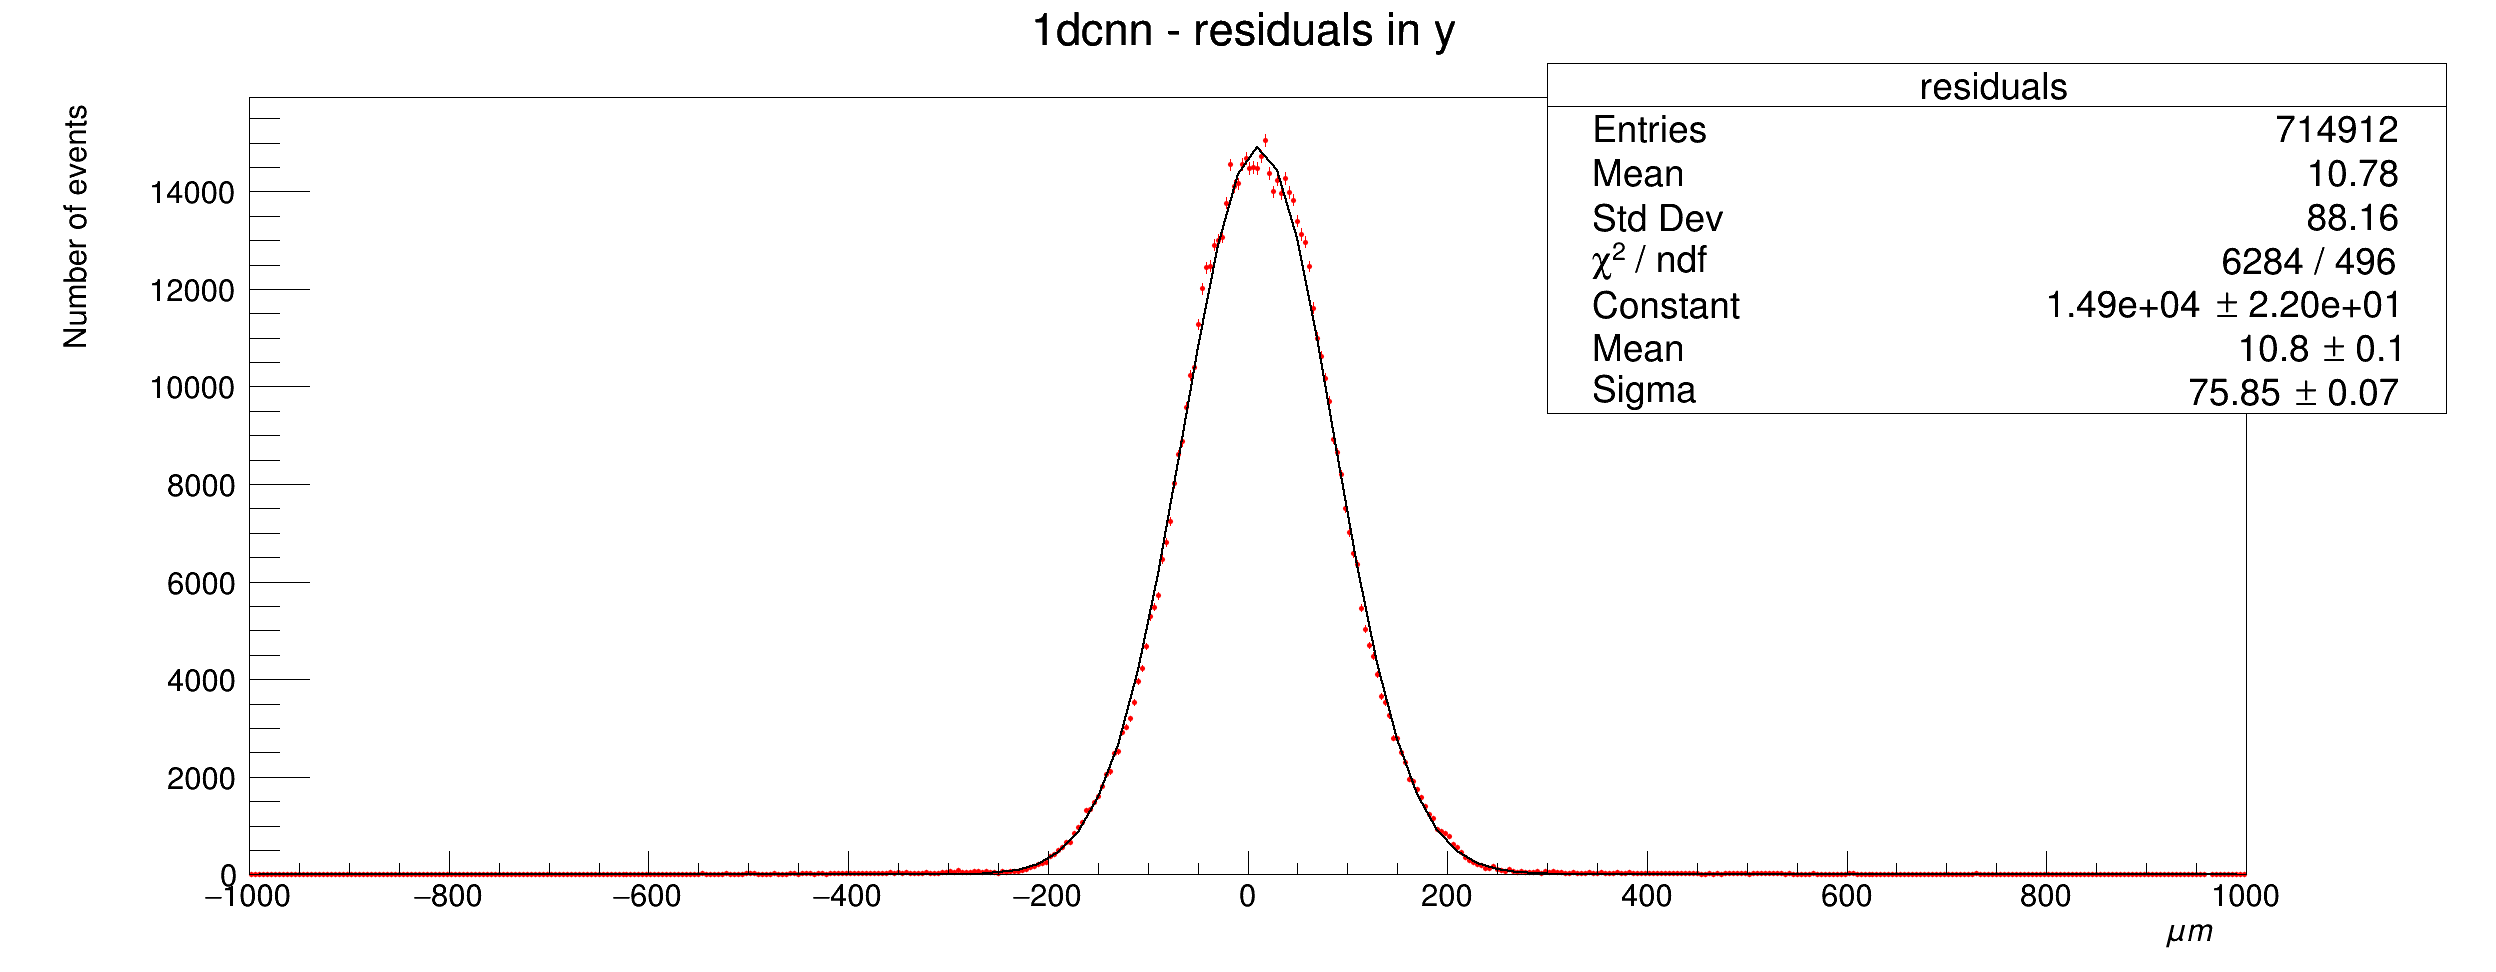 1dcnn - residuals in y
residuals
Entries 714912
Mean 10.78
Std Dev 88.16
χ² / ndf 6284 / 496
Constant 1.49e+04 ± 2.20e+01
Mean 10.8 ± 0.1
Sigma 75.85 ± 0.07
Number of events
14000
12000
10000
8000
6000
4000
2000
0
−1000 −800 −600 −400 −200 0 200 400 600 800 1000
μm